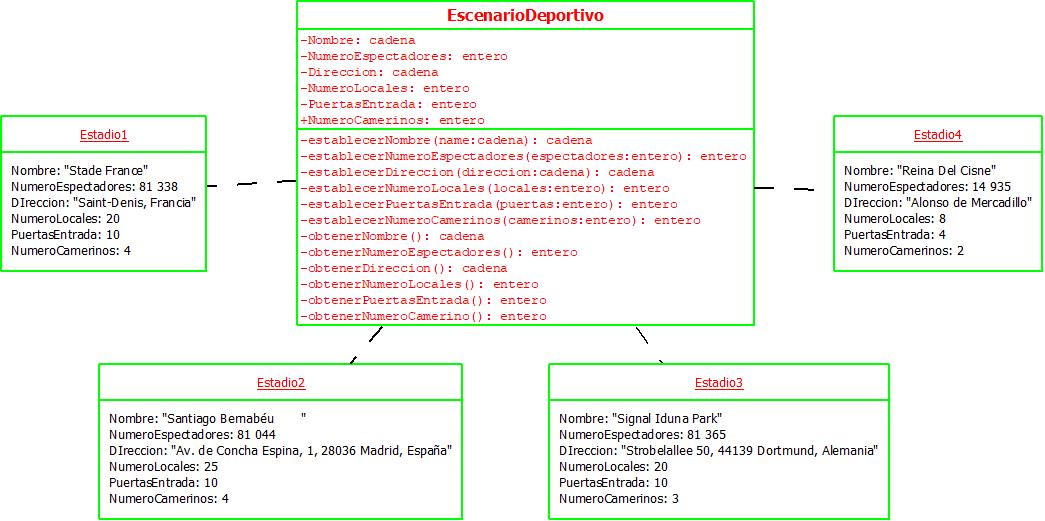 EscenarioDeportivo
-Nombre: cadena
-NumeroEspectadores: entero
-Direccion: cadena
-NumeroLocales: entero
-PuertasEntrada: entero
+NumeroCamerinos: entero
-establecerNombre(name:cadena): cadena
-establecerNumeroEspectadores(espectadores:entero): entero
-establecerDireccion(direccion:cadena): cadena
-establecerNumeroLocales(locales:entero): entero
-establecerPuertasEntrada(puertas:entero): entero
-establecerNumeroCamerinos(camerinos:entero): entero
-obtenerNombre(): cadena
-obtenerNumeroEspectadores(): entero
-obtenerDireccion(): cadena
-obtenerNumeroLocales(): entero
-obtenerPuertasEntrada(): entero
-obtenerNumeroCamerino(): entero
Estadio1
Nombre: "Stade France"
NumeroEspectadores: 81 338
DIreccion: "Saint-Denis, Francia"
NumeroLocales: 20
PuertasEntrada: 10
NumeroCamerinos: 4
Estadio4
Nombre: "Reina Del Cisne"
NumeroEspectadores: 14 935
DIreccion: "Alonso de Mercadillo"
NumeroLocales: 8
PuertasEntrada: 4
NumeroCamerinos: 2
Estadio2
Nombre: "Santiago Bernabéu      "
NumeroEspectadores: 81 044
DIreccion: "Av. de Concha Espina, 1, 28036 Madrid, España"
NumeroLocales: 25
PuertasEntrada: 10
NumeroCamerinos: 4
Estadio3
Nombre: "Signal Iduna Park"
NumeroEspectadores: 81 365
DIreccion: "Strobelallee 50, 44139 Dortmund, Alemania"
NumeroLocales: 20
PuertasEntrada: 10
NumeroCamerinos: 3